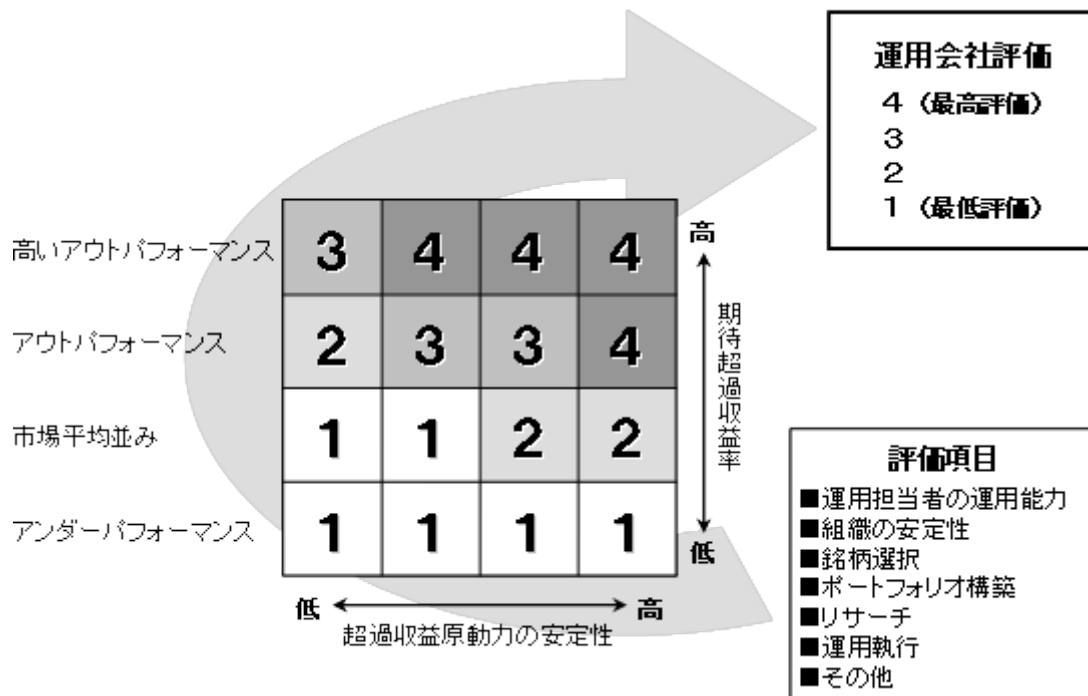 運用会社評価
4 (最高評価)
3
2
1 (最低評価)
高いアウトパフォーマンス 3 4 4 4 高
アウトパフォーマンス 2 3 3 4
市場平均並み 1 1 2 2
アンダーパフォーマンス 1 1 1 1 低
期待超過収益率
低 高
超過収益原動力の安定性
評価項目
■運用担当者の運用能力
■組織の安定性
■銘柄選択
■ポートフォリオ構築
■リサーチ
■運用執行
■その他